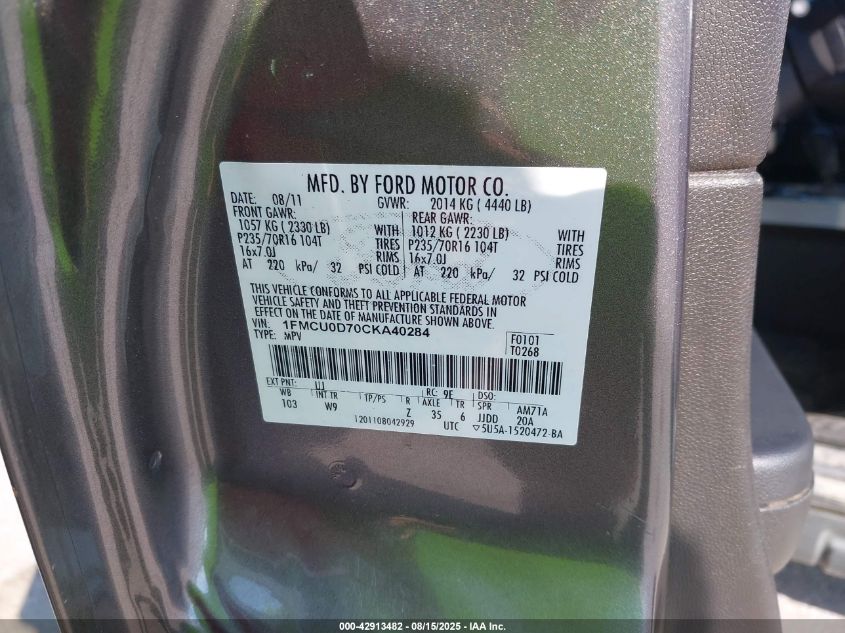 MFD. BY FORD MOTOR CO.
DATE: 08/11 GVWR: 2014 KG ( 4440 LB)
FRONT GAWR: REAR GAWR:
1057 KG ( 2330 LB) WITH 1012 KG ( 2230 LB) WITH
P235/70R16 104T TIRES P235/70R16 104T TIRES
16x7.0J RIMS 16x7.0J RIMS
AT 220 kPa/ 32 PSI COLD AT 220 kPa/ 32 PSI COLD
THIS VEHICLE CONFORMS TO ALL APPLICABLE FEDERAL MOTOR
VEHICLE SAFETY AND THEFT PREVENTION STANDARDS IN
EFFECT ON THE DATE OF MANUFACTURE SHOWN ABOVE.
VIN: 1FMCU0D70CKA40284 F0101
TYPE: MPV T0268
EXT PNT: UJ RC: 9E DSO:
WB INT TR TP/PS R AXLE TR SPR AM71A
103 W9 Z 35 6 JJDD 20A
1201108042929 UTC ▽5U5A-1520472-BA
000-42913482 - 08/15/2025 - IAA Inc.